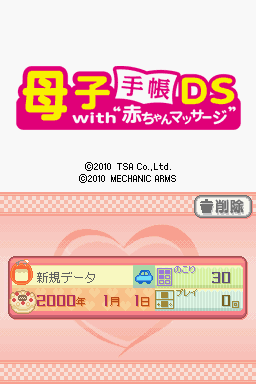 母子手帳DS
with“赤ちゃんマッサージ”
©2010 TSA Co.,Ltd.
©2010 MECHANIC ARMS
削除
新規データ
のこり 30
2000年 1月 1日
プレイ 0回